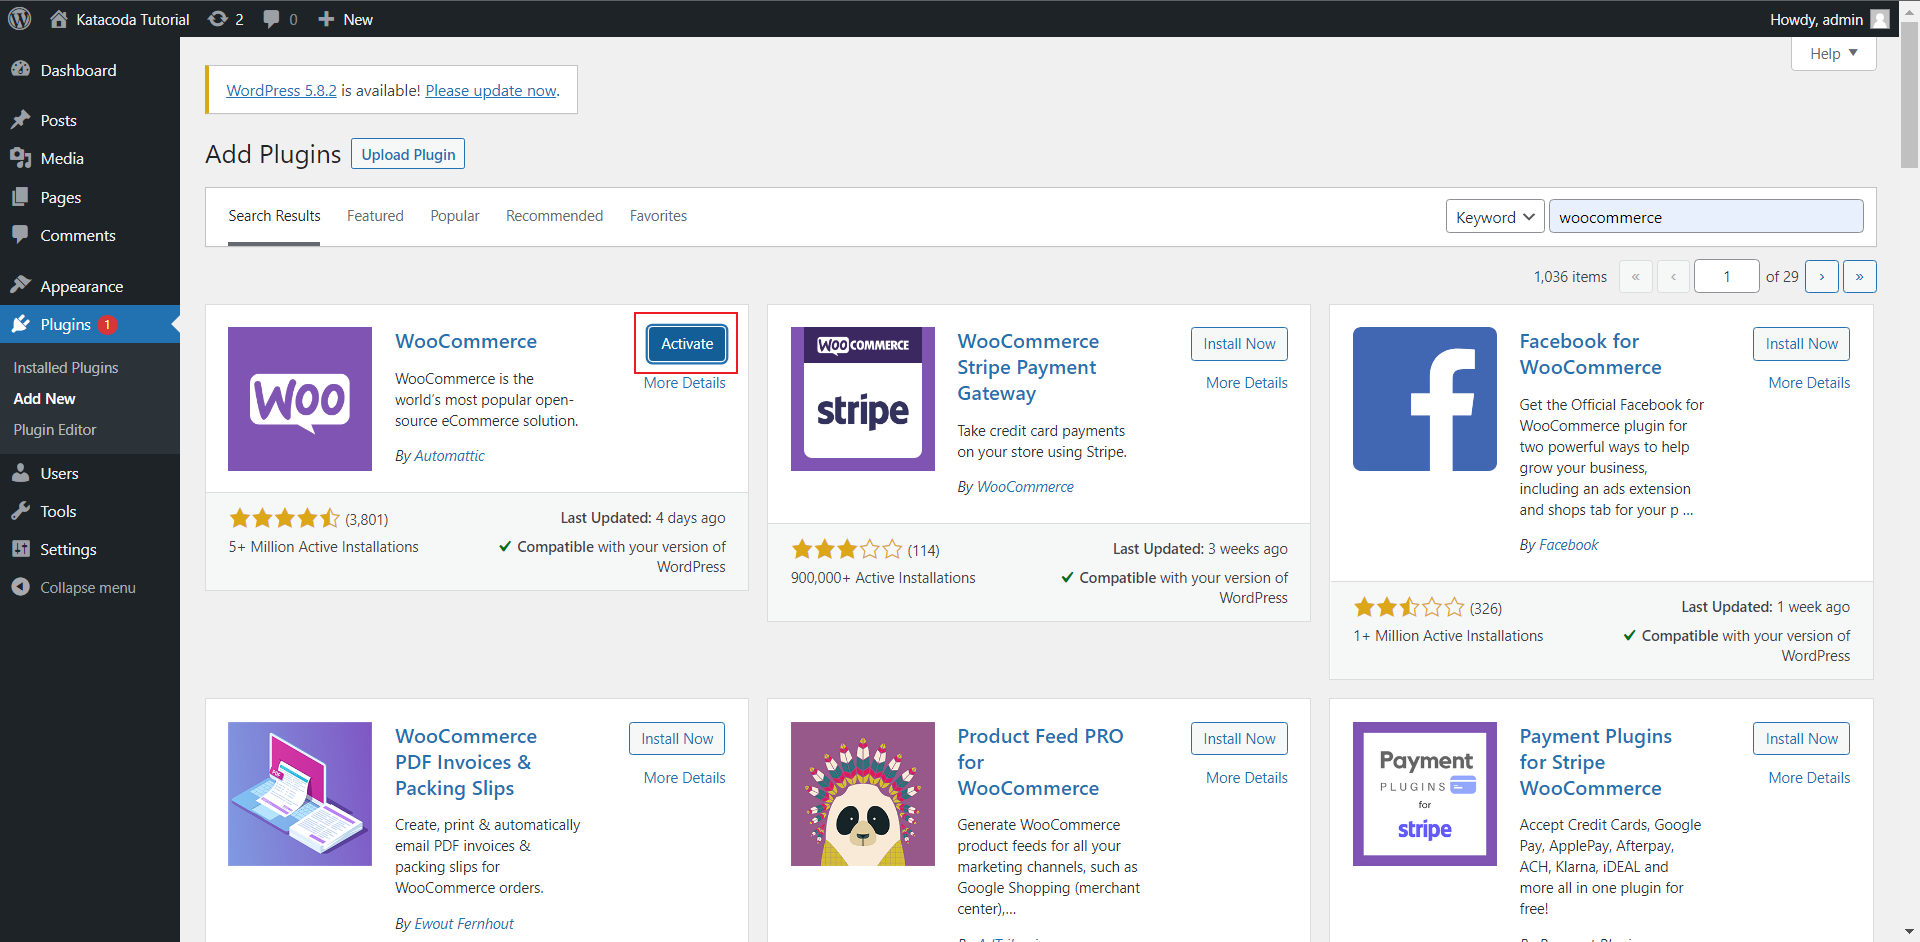 Katacoda Tutorial
2
0
New
Howdy, admin
Dashboard
Posts
Media
Pages
Comments
Appearance
Plugins 1
Installed Plugins
Add New
Plugin Editor
Users
Tools
Settings
Collapse menu
Help
WordPress 5.8.2 is available! Please update now.
Add Plugins
Upload Plugin
Search Results
Featured
Popular
Recommended
Favorites
Keyword
woocommerce
1,036 items
«
‹
1
of 29
›
»
WOO
WooCommerce
Activate
More Details
WooCommerce is the
world’s most popular open-
source eCommerce solution.
By Automattic
(3,801)
Last Updated: 4 days ago
5+ Million Active Installations
Compatible with your version of
WordPress
WOO COMMERCE
stripe
WooCommerce
Stripe Payment
Gateway
Install Now
More Details
Take credit card payments
on your store using Stripe.
By WooCommerce
(114)
Last Updated: 3 weeks ago
900,000+ Active Installations
Compatible with your version of
WordPress
f
Facebook for
WooCommerce
Install Now
More Details
Get the Official Facebook for
WooCommerce plugin for
two powerful ways to help
grow your business,
including an ads extension
and shops tab for your p ...
By Facebook
(326)
Last Updated: 1 week ago
1+ Million Active Installations
Compatible with your version of
WordPress
PDF
WooCommerce
PDF Invoices &
Packing Slips
Install Now
More Details
Create, print & automatically
email PDF invoices &
packing slips for
WooCommerce orders.
By Ewout Fernhout
Product Feed PRO
for
WooCommerce
Install Now
More Details
Generate WooCommerce
product feeds for all your
marketing channels, such as
Google Shopping (merchant
center),...
Payment
PLUGINS
for
stripe
Payment Plugins
for Stripe
WooCommerce
Install Now
More Details
Accept Credit Cards, Google
Pay, ApplePay, Afterpay,
ACH, Klarna, iDEAL and
more all in one plugin for
free!